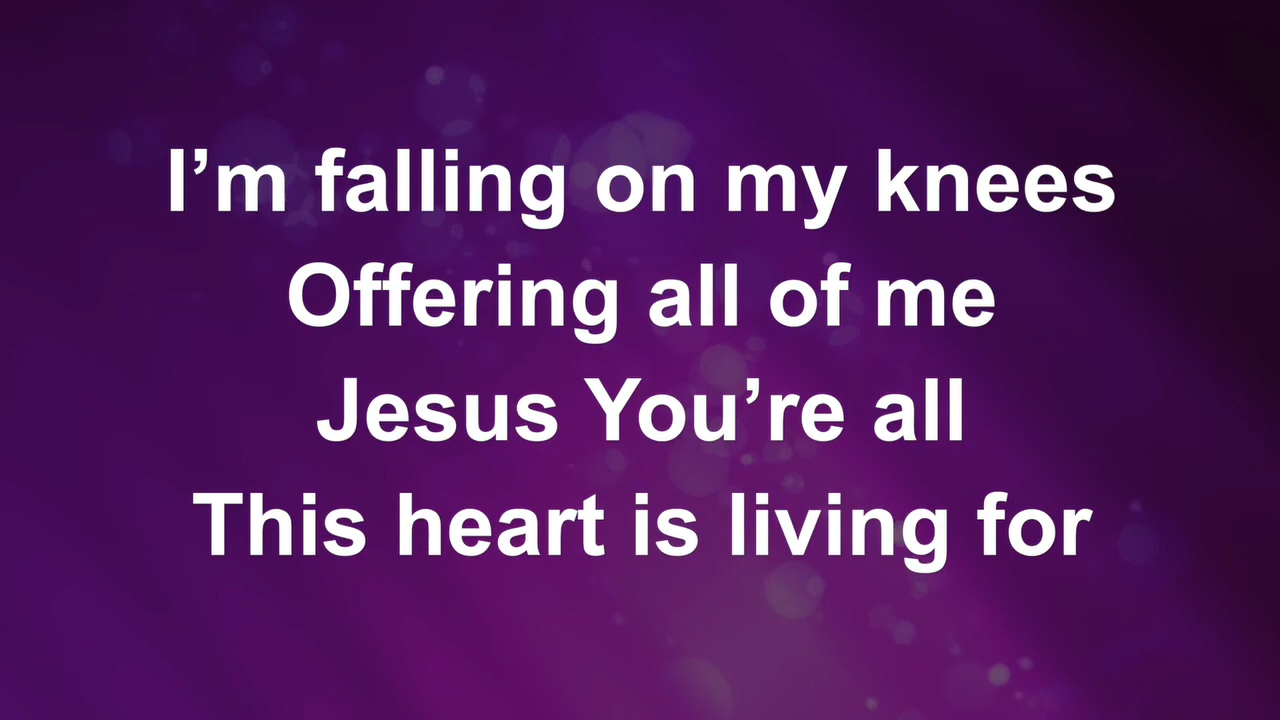 I’m falling on my knees
Offering all of me
Jesus You’re all
This heart is living for